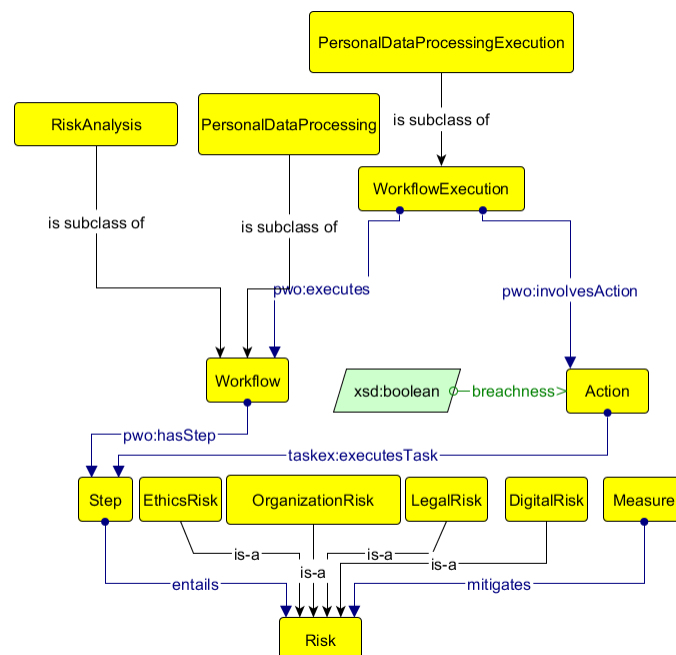 PersonalDataProcessingExecution
RiskAnalysis
PersonalDataProcessing
is subclass of
WorkflowExecution
is subclass of
is subclass of
pwo:executes
pwo:involvesAction
Workflow
xsd:boolean
breachness
Action
pwo:hasStep
taskex:executesTask
Step
EthicsRisk
OrganizationRisk
LegalRisk
DigitalRisk
Measure
is-a
is-a
is-a
is-a
entails
mitigates
Risk